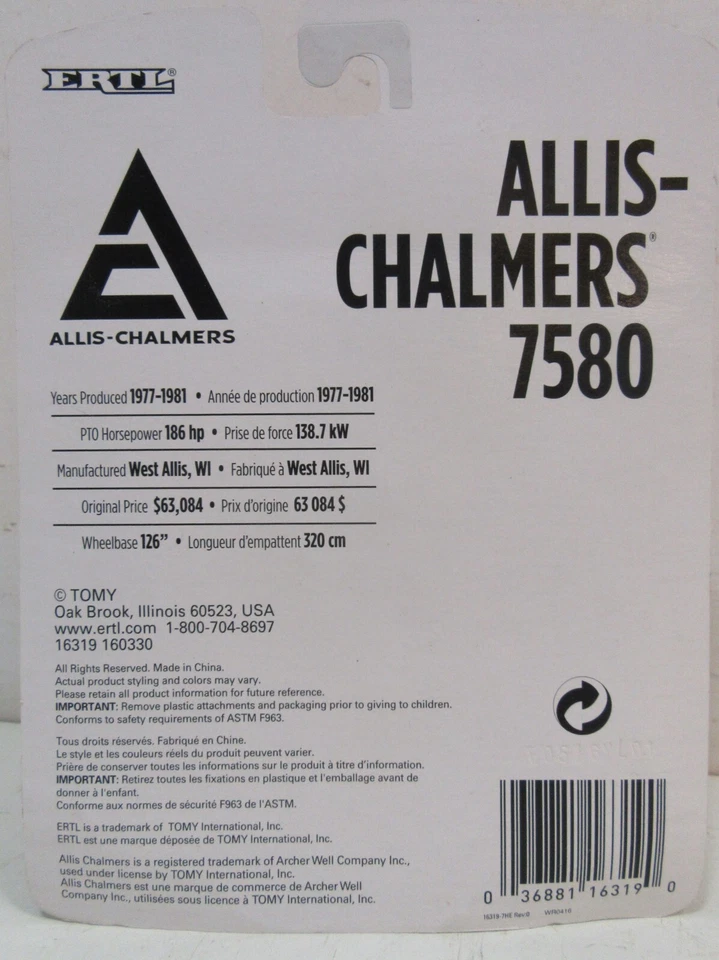 ERTL®
ALLIS-CHALMERS
ALLIS-
CHALMERS®
7580
Years Produced 1977-1981 • Année de production 1977-1981
PTO Horsepower 186 hp • Prise de force 138.7 kW
Manufactured West Allis, WI • Fabriqué à West Allis, WI
Original Price $63,084 • Prix d'origine 63 084 $
Wheelbase 126” • Longueur d'empattent 320 cm
© TOMY
Oak Brook, Illinois 60523, USA
www.ertl.com 1-800-704-8697
16319 160330
All Rights Reserved. Made in China.
Actual product styling and colors may vary.
Please retain all product information for future reference.
IMPORTANT: Remove plastic attachments and packaging prior to giving to children.
Conforms to safety requirements of ASTM F963.
Tous droits réservés. Fabriqué en Chine.
Le style et les couleurs réels du produit peuvent varier.
Prière de conserver toutes les informations sur le produit à titre d'information.
IMPORTANT: Retirez toutes les fixations en plastique et l'emballage avant de
donner à l'enfant.
Conforme aux normes de sécurité F963 de l'ASTM.
ERTL is a trademark of TOMY International, Inc.
ERTL est une marque déposée de TOMY International, Inc.
Allis Chalmers is a registered trademark of Archer Well Company Inc.,
used under license by TOMY International, Inc.
Allis Chalmers est une marque de commerce de Archer Well
Company Inc., utilisées sous licence à TOMY International, Inc.
0 36881 16319 0
16319-7HE Rev.B WR0416